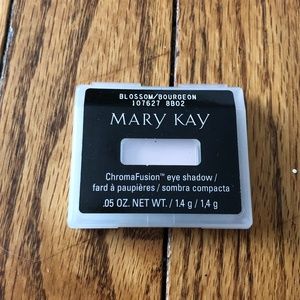 BLOSSOM/BOURGEON
107627 8B02
MARY KAY
ChromaFusion™ eye shadow /
fard à paupières / sombra compacta
.05 OZ. NET WT. / 1.4 g / 1,4 g